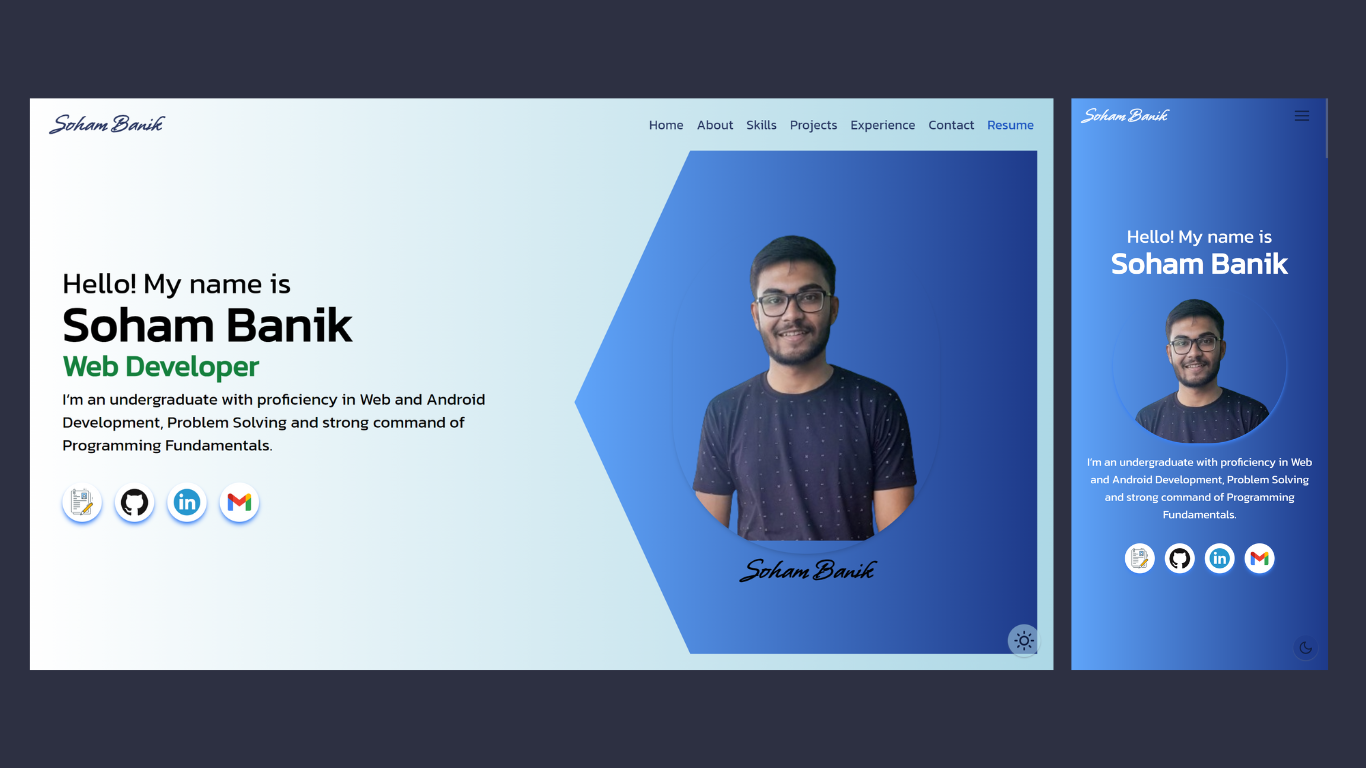 Soham Banik
Home About Skills Projects Experience Contact Resume
Hello! My name is
Soham Banik
Web Developer
I'm an undergraduate with proficiency in Web and Android
Development, Problem Solving and strong command of
Programming Fundamentals.
in
Soham Banik
Soham Banik
Hello! My name is
Soham Banik
I'm an undergraduate with proficiency in Web
and Android Development, Problem Solving
and strong command of Programming
Fundamentals.
in